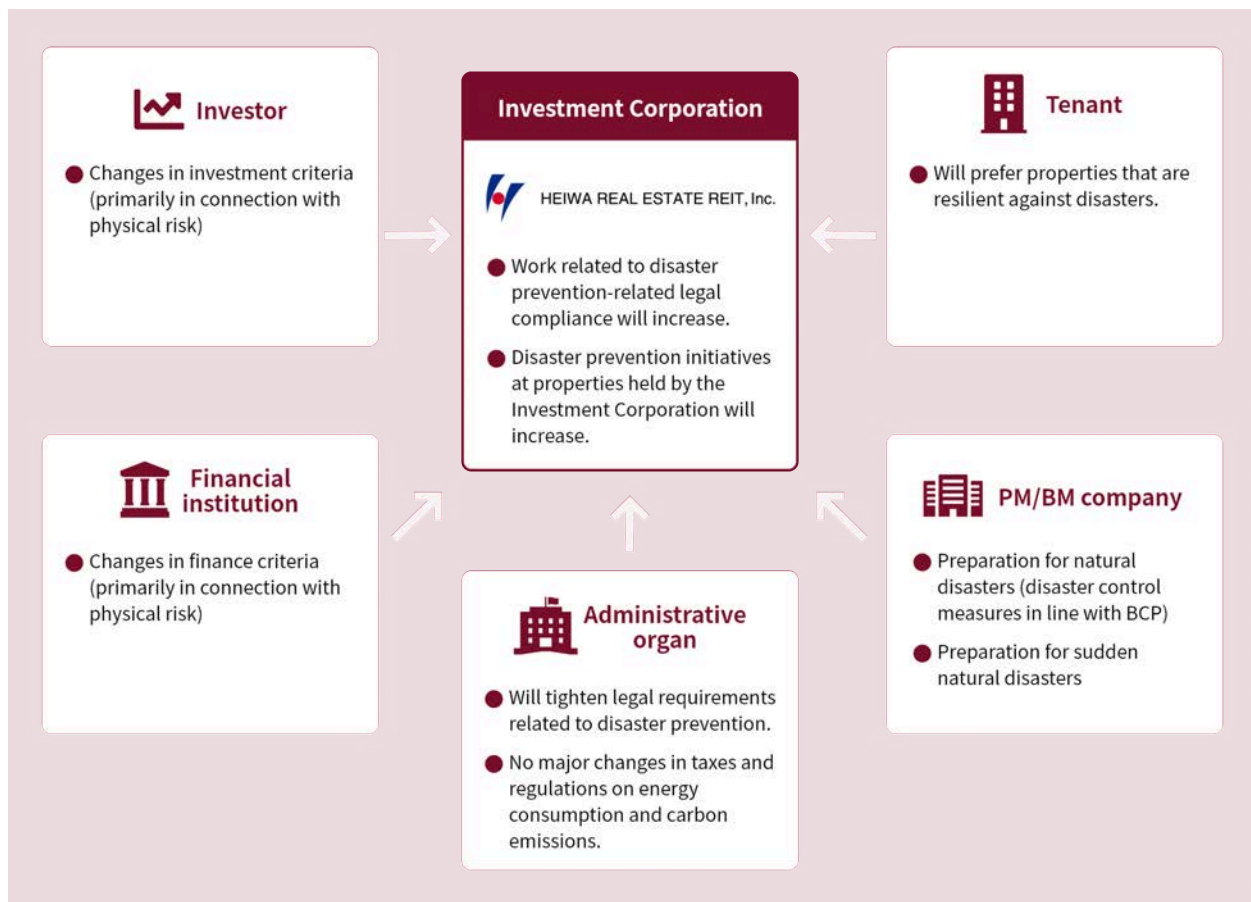 Investor
● Changes in investment criteria
(primarily in connection with
physical risk)
Investment Corporation
HEIWA REAL ESTATE REIT, Inc.
● Work related to disaster
prevention-related legal
compliance will increase.
● Disaster prevention initiatives
at properties held by the
Investment Corporation will
increase.
Tenant
● Will prefer properties that are
resilient against disasters.
Financial
institution
● Changes in finance criteria
(primarily in connection with
physical risk)
Administrative
organ
● Will tighten legal requirements
related to disaster prevention.
● No major changes in taxes and
regulations on energy
consumption and carbon
emissions.
PM/BM company
● Preparation for natural
disasters (disaster control
measures in line with BCP)
● Preparation for sudden
natural disasters